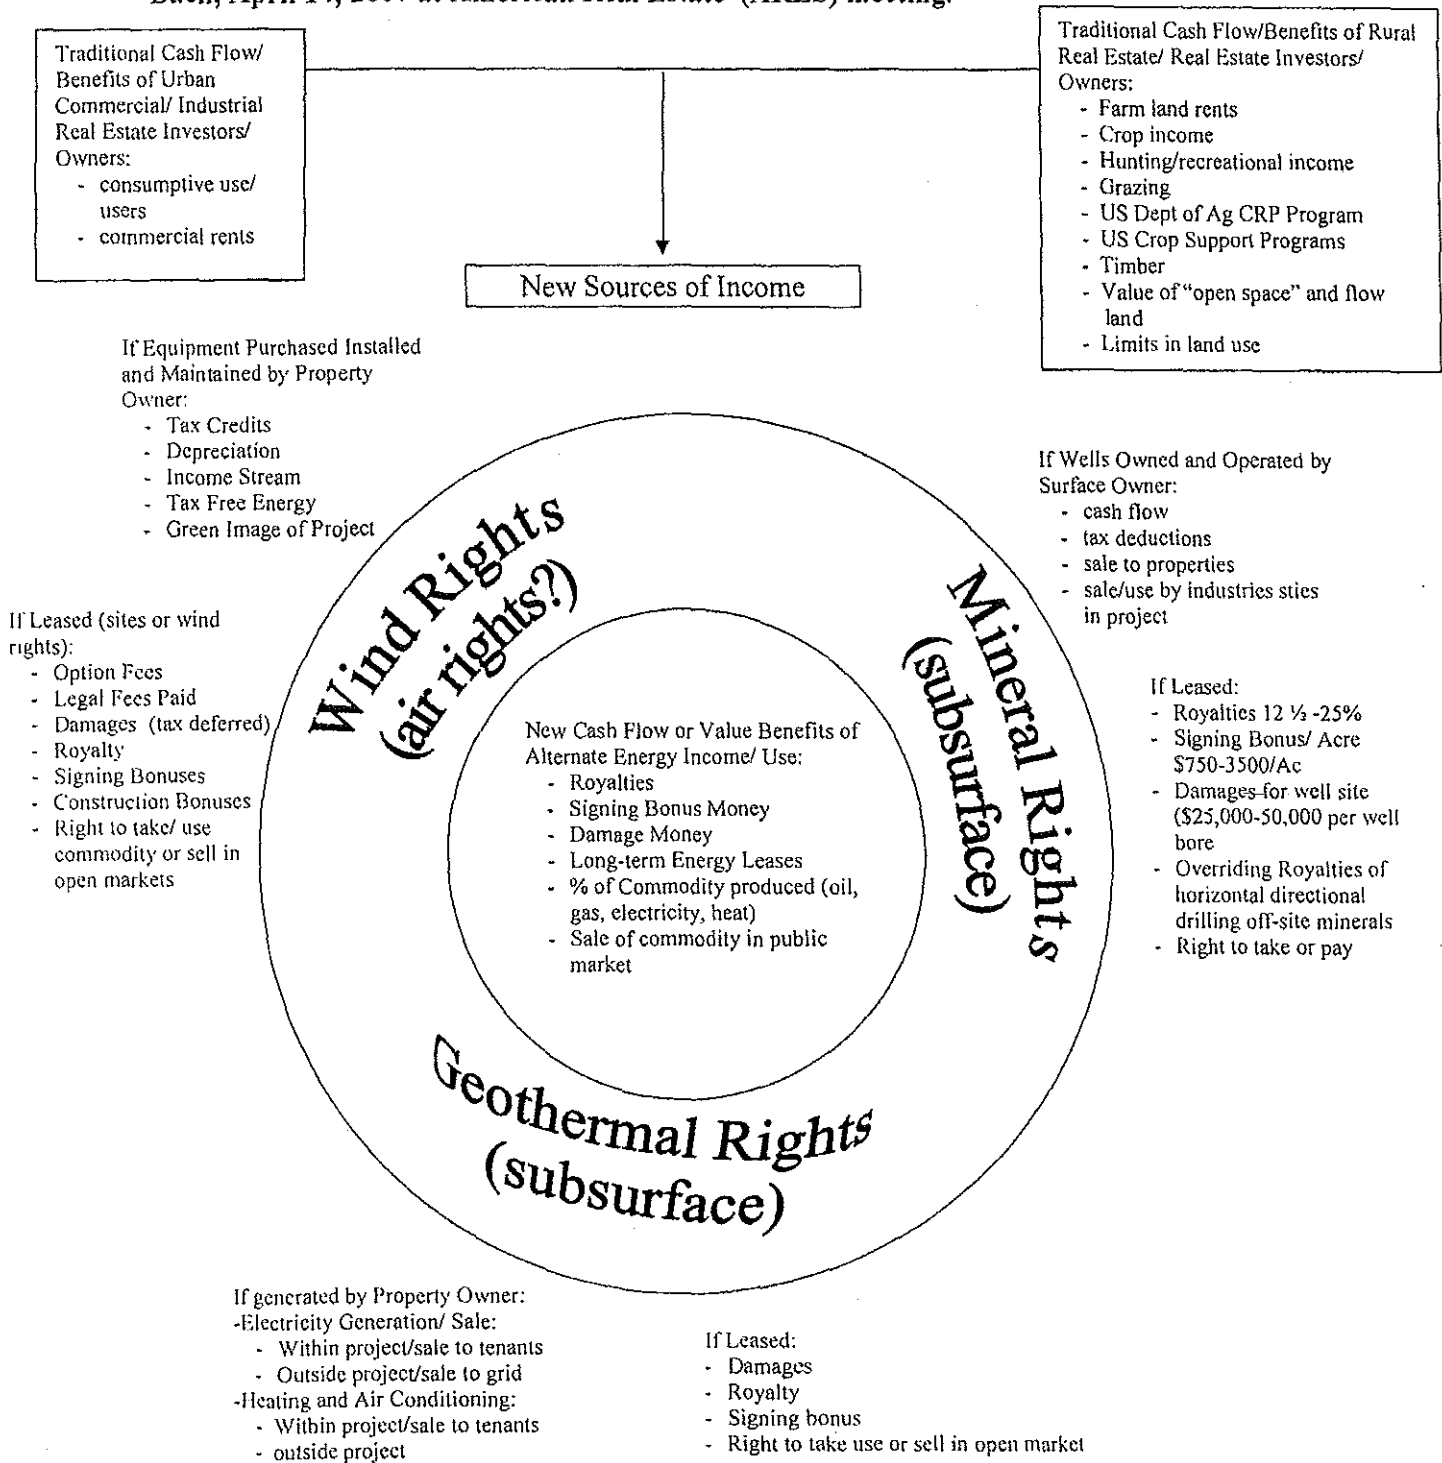 April 14, 2007 at American Real Estate (ARES) meeting.
Traditional Cash Flow/
Benefits of Urban
Commercial/ Industrial
Real Estate Investors/
Owners:
- consumptive use/
users
- commercial rents
Traditional Cash Flow/Benefits of Rural
Real Estate/ Real Estate Investors/
Owners:
- Farm land rents
- Crop income
- Hunting/recreational income
- Grazing
- US Dept of Ag CRP Program
- US Crop Support Programs
- Timber
- Value of "open space" and flow
land
- Limits in land use
New Sources of Income
If Equipment Purchased Installed
and Maintained by Property
Owner:
- Tax Credits
- Depreciation
- Income Stream
- Tax Free Energy
- Green Image of Project
If Leased (sites or wind
rights):
- Option Fees
- Legal Fees Paid
- Damages (tax deferred)
- Royalty
- Signing Bonuses
- Construction Bonuses
- Right to take/ use
commodity or sell in
open markets
Wind Rights
(air rights?)
New Cash Flow or Value Benefits of
Alternate Energy Income/ Use:
- Royalties
- Signing Bonus Money
- Damage Money
- Long-term Energy Leases
- % of Commodity produced (oil,
gas, electricity, heat)
- Sale of commodity in public
market
Mineral Rights
(subsurface)
If Wells Owned and Operated by
Surface Owner:
- cash flow
- tax deductions
- sale to properties
- sale/use by industries sties
in project
If Leased:
- Royalties 12 ½ -25%
- Signing Bonus/ Acre
$750-3500/Ac
- Damages for well site
($25,000-50,000 per well
bore
- Overriding Royalties of
horizontal directional
drilling off-site minerals
- Right to take or pay
Geothermal Rights
(subsurface)
If generated by Property Owner:
-Electricity Generation/ Sale:
- Within project/sale to tenants
- Outside project/sale to grid
-Heating and Air Conditioning:
- Within project/sale to tenants
- outside project
If Leased:
- Damages
- Royalty
- Signing bonus
- Right to take use or sell in open market